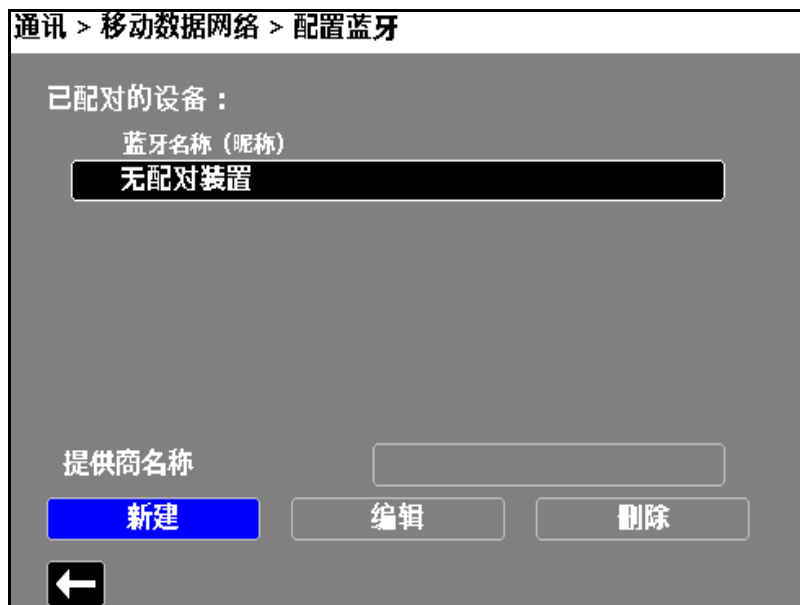 通讯 > 移动数据网络 > 配置蓝牙
已配对的设备：
蓝牙名称（昵称）
无配对装置
提供商名称
新建 编辑 删除